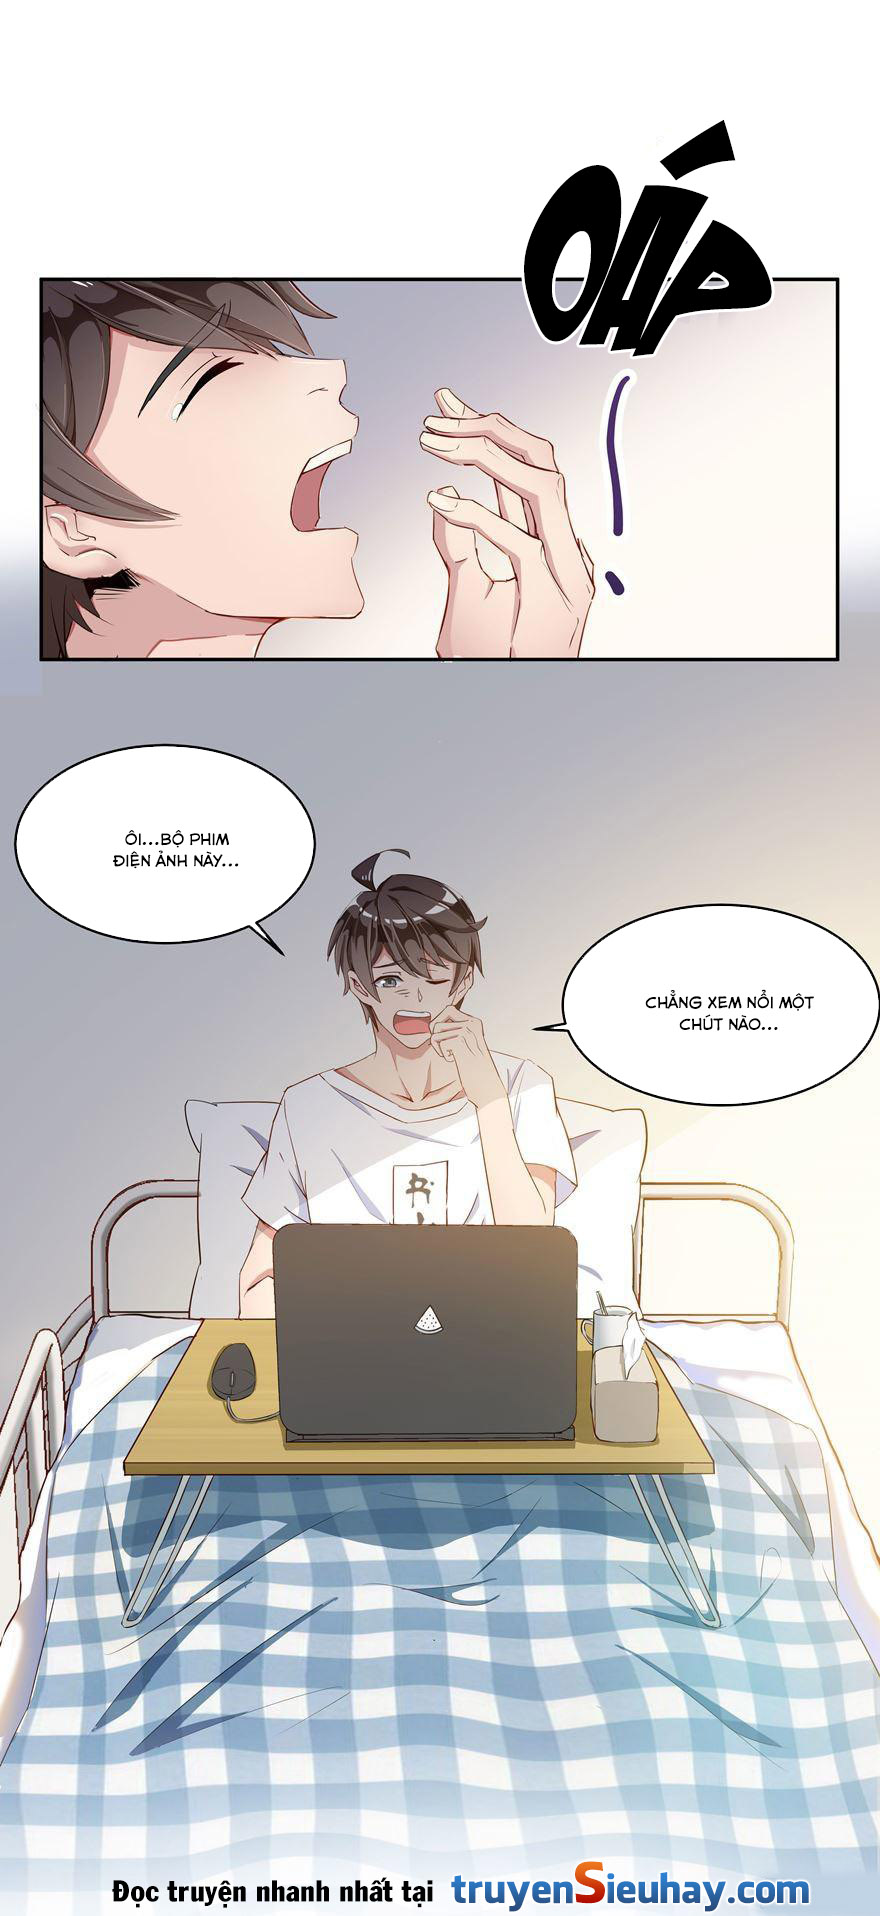 OÁP
ÔI...BỘ PHIM
ĐIỆN ẢNH NÀY...
CHẲNG XEM NỔI MỘT
CHÚT NÀO...
Đọc truyện nhanh nhất tại truyenSieuhay.com